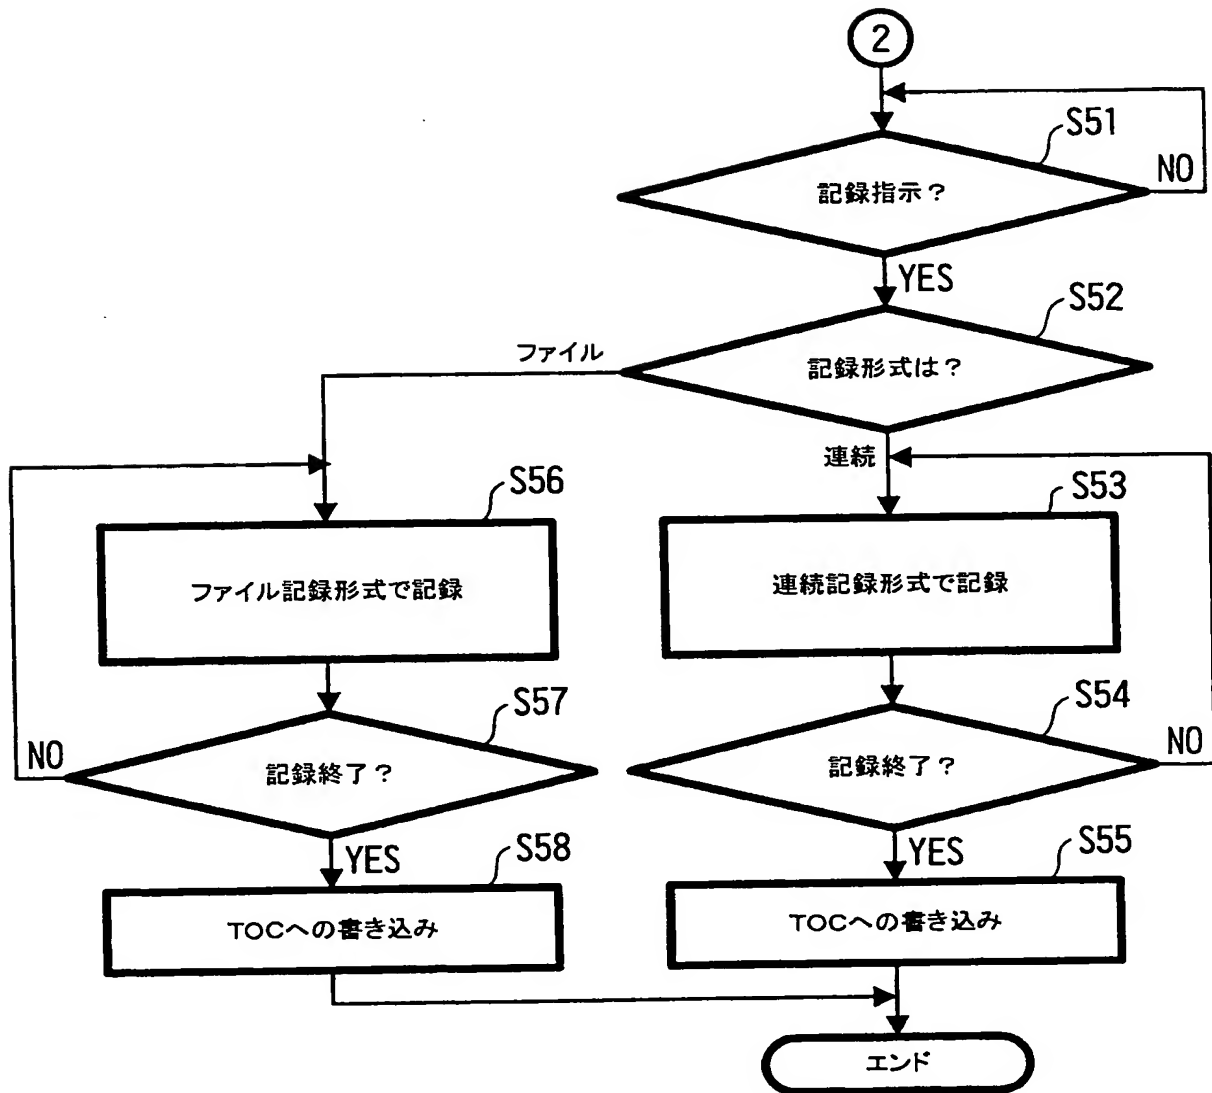 2
S51
記録指示？
NO
YES
S52
記録形式は？
ファイル
連続
S56
ファイル記録形式で記録
S53
連続記録形式で記録
S57
記録終了？
NO
YES
S54
記録終了？
NO
YES
S58
TOCへの書き込み
S55
TOCへの書き込み
エンド